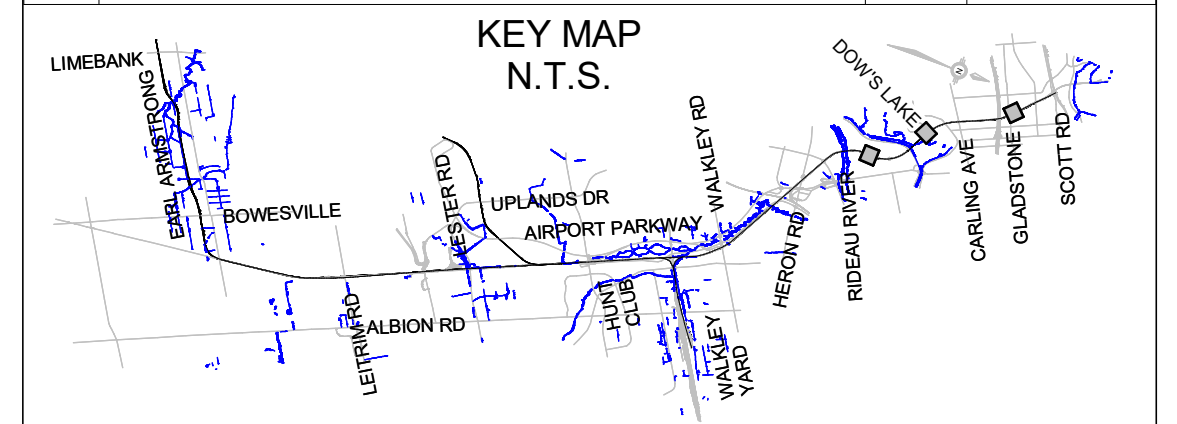 KEY MAP
N.T.S.
LIMEBANK
EARL ARMSTRONG
BOWESVILLE
LEITRIM RD
ALBION RD
LESTER RD
UPLANDS DR
AIRPORT PARKWAY
HUNT
CLUB
WALKLEY RD
WALKLEY
YARD
HERON RD
RIDEAU RIVER
DOW'S LAKE
N
CARLING AVE
GLADSTONE
SCOTT RD